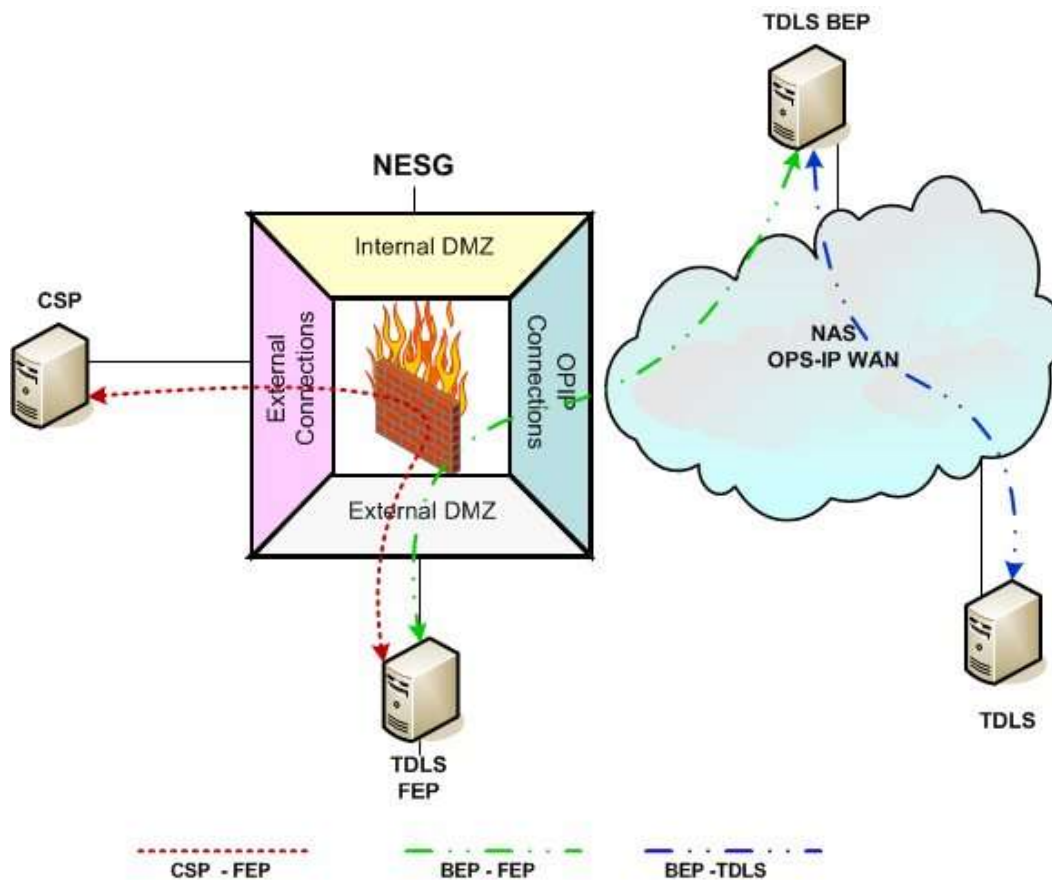 TDLS BEP
NESG
Internal DMZ
CSP
External
Connections
OPIP
Connections
NAS
OPS-IP WAN
External DMZ
TDLS
TDLS
FEP
CSP - FEP
BEP - FEP
BEP -TDLS